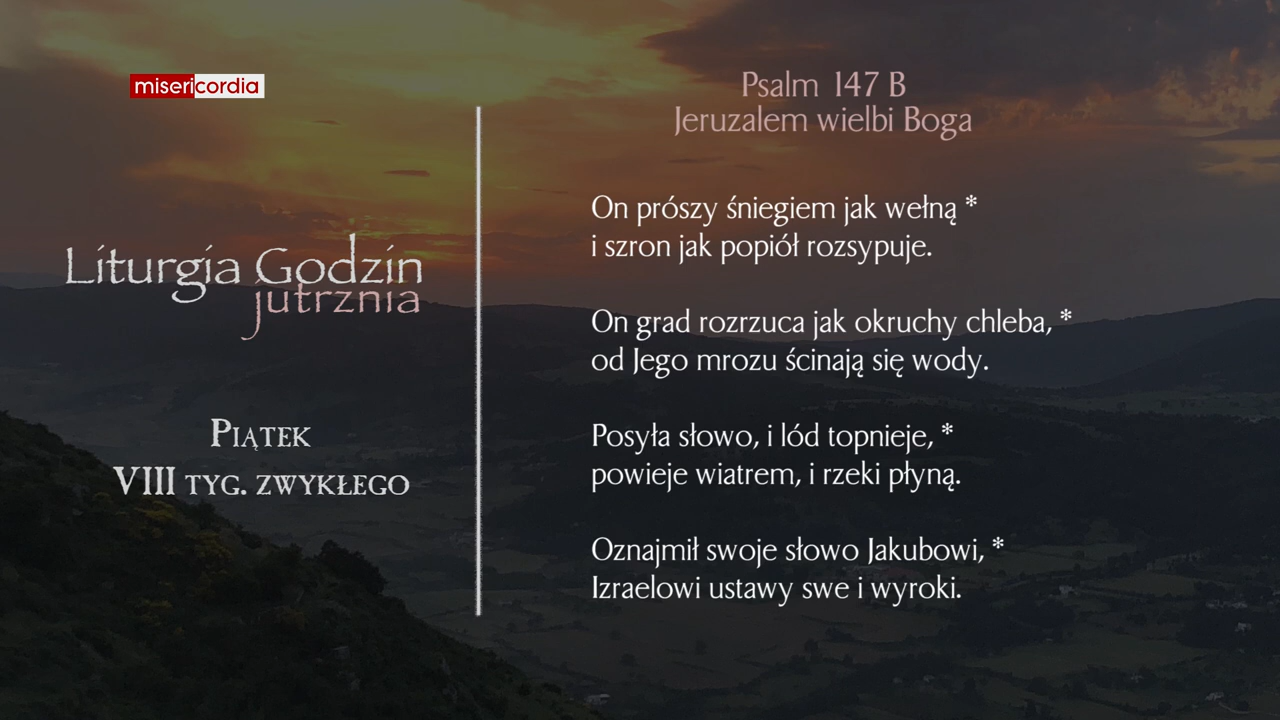 misericordia
Liturgia Godzin
jutrznia
Piątek
VIII tyg. zwykłego
Psalm 147 B
Jeruzalem wielbi Boga
On prószy śniegiem jak wełną *
i szron jak popiół rozsypuje.
On grad rozrzuca jak okruchy chleba, *
od Jego mrozu ścinają się wody.
Posyła słowo, i lód topnieje, *
powieje wiatrem, i rzeki płyną.
Oznajmił swoje słowo Jakubowi, *
Izraelowi ustawy swe i wyroki.